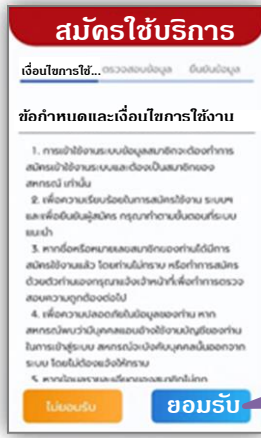 สมัครใช้บริการ
เงื่อนไขการใช้... ตรวจสอบข้อมูล ยืนยันข้อมูล
ข้อกำหนดและเงื่อนไขการใช้งาน
1. การเข้าใช้งานระบบข้อมูลสมาชิกจะต้องทำการ
สมัครเข้าใช้งานระบบและต้องเป็นสมาชิกของ
สหกรณ์ เท่านั้น
2. เพื่อความเรียบร้อยในการสมัครใช้งาน ระบบฯ
และเพื่อยืนยันผู้สมัคร กรุณาทำตามขั้นตอนที่ระบบ
แนะนำ
3. หากชื่อหรือหมายเลขสมาชิกของท่านได้มีการ
สมัครใช้งานแล้ว โดยท่านไม่ทราบ หรือทำการสมัคร
ด้วยตัวท่านเองกรุณาแจ้งเจ้าหน้าที่เพื่อทำการตรวจ
สอบความถูกต้องต่อไป
4. เพื่อความปลอดภัยในข้อมูลของท่าน หาก
สหกรณ์พบว่ามีบุคคลแอบอ้างใช้งานบัญชีของท่าน
ในการเข้าสู่ระบบ สหกรณ์จะบังคับบุคคลนั้นออกจาก
ระบบ โดยไม่ต้องแจ้งให้ทราบ
ไม่ยอมรับ ยอมรับ